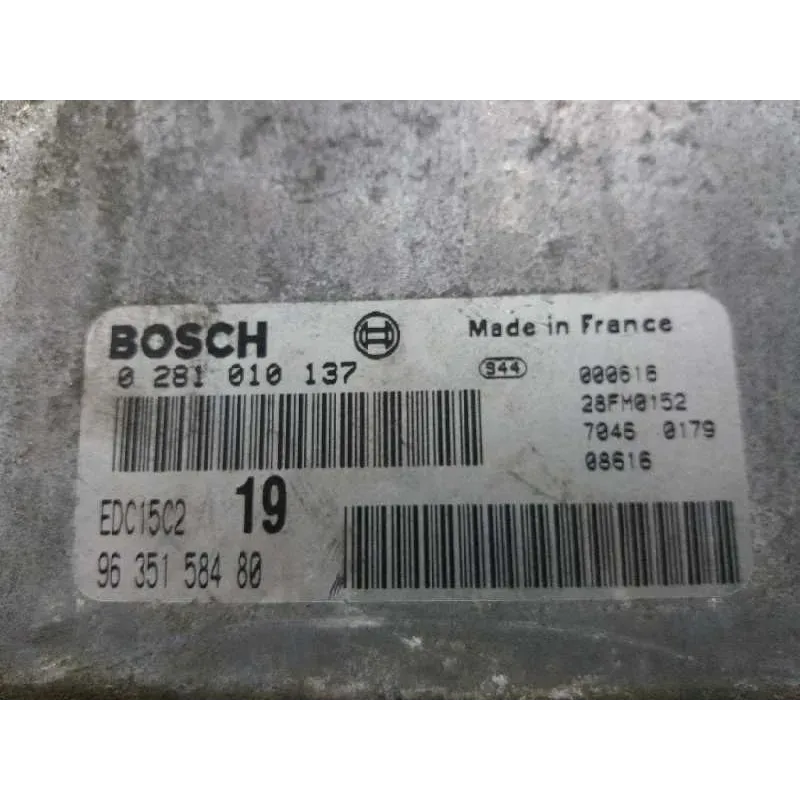 BOSCH
Made in France
0 281 010 137
944
000616
28FM0152
7046 0179
08616
EDC15C2
19
96 351 584 80